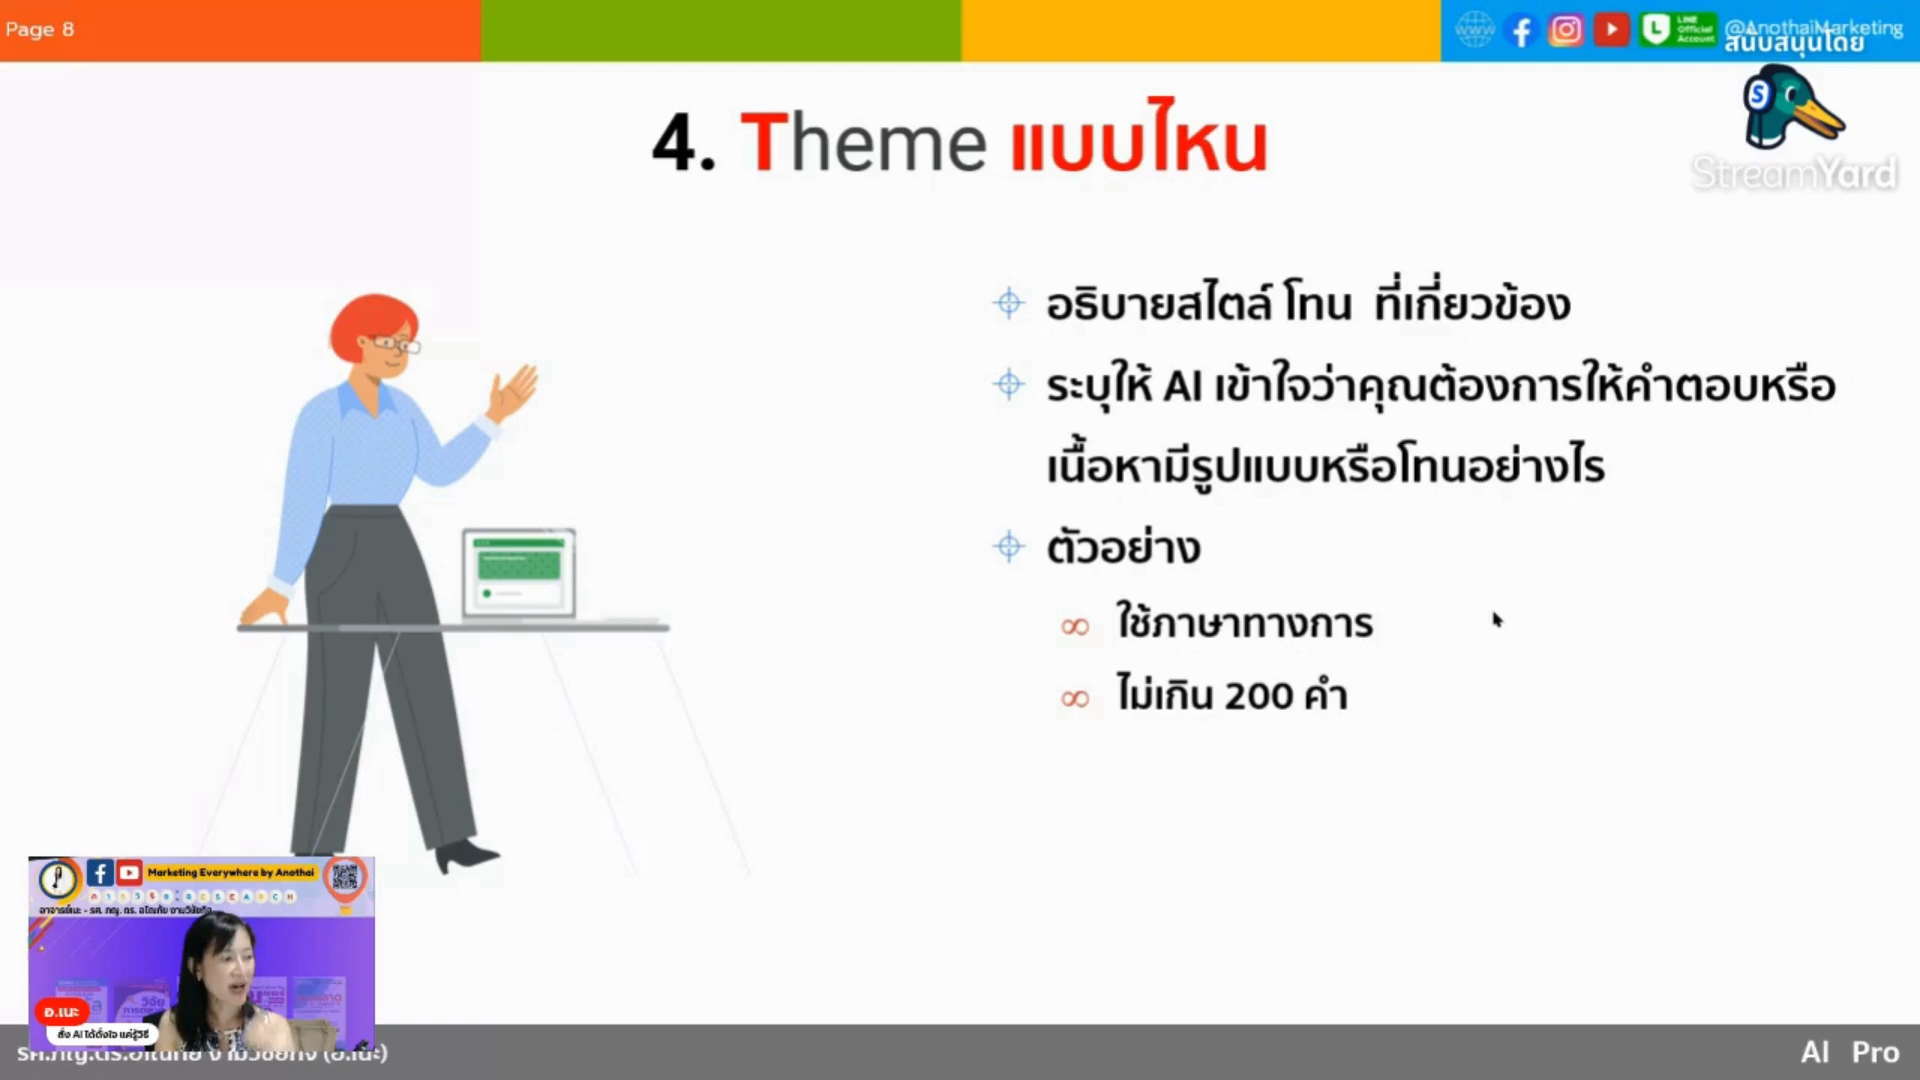 Page 8
LINE
Official
Account
@AnothaiMarketing
สนับสนุนโดย
StreamYard
4. Theme แบบไหน
อธิบายสไตล์ โทน ที่เกี่ยวข้อง
ระบุให้ AI เข้าใจว่าคุณต้องการให้คำตอบหรือ
เนื้อหามีรูปแบบหรือโทนอย่างไร
ตัวอย่าง
ใช้ภาษาทางการ
ไม่เกิน 200 คำ
Marketing Everywhere by Anothai
อ.แนะ
สั่ง AI ได้ดั่งใจ แค่รู้วิธี
AI Pro